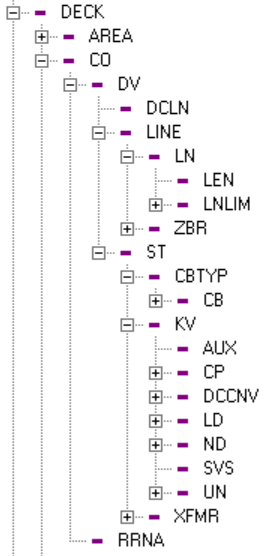 DECK
AREA
CO
DV
DCLN
LINE
LN
LEN
LNLIM
ZBR
ST
CBTYP
CB
KV
AUX
CP
DCCNV
LD
ND
SVS
UN
XFMR
RRNA